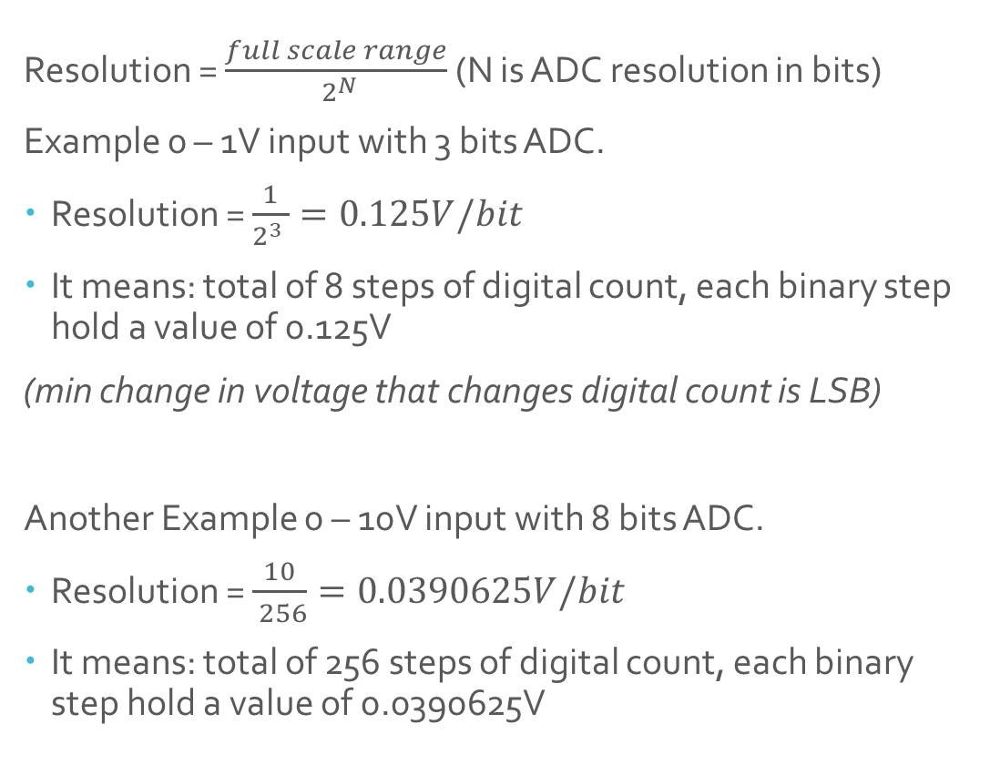 Resolution = \frac{full scale range}{2^N} (N is ADC resolution in bits)
Example 0 – 1V input with 3 bits ADC.
• Resolution = \frac{1}{2^3} = 0.125V/bit
• It means: total of 8 steps of digital count, each binary step
hold a value of 0.125V
(min change in voltage that changes digital count is LSB)
Another Example 0 – 10V input with 8 bits ADC.
• Resolution = \frac{10}{256} = 0.0390625V/bit
• It means: total of 256 steps of digital count, each binary
step hold a value of 0.0390625V